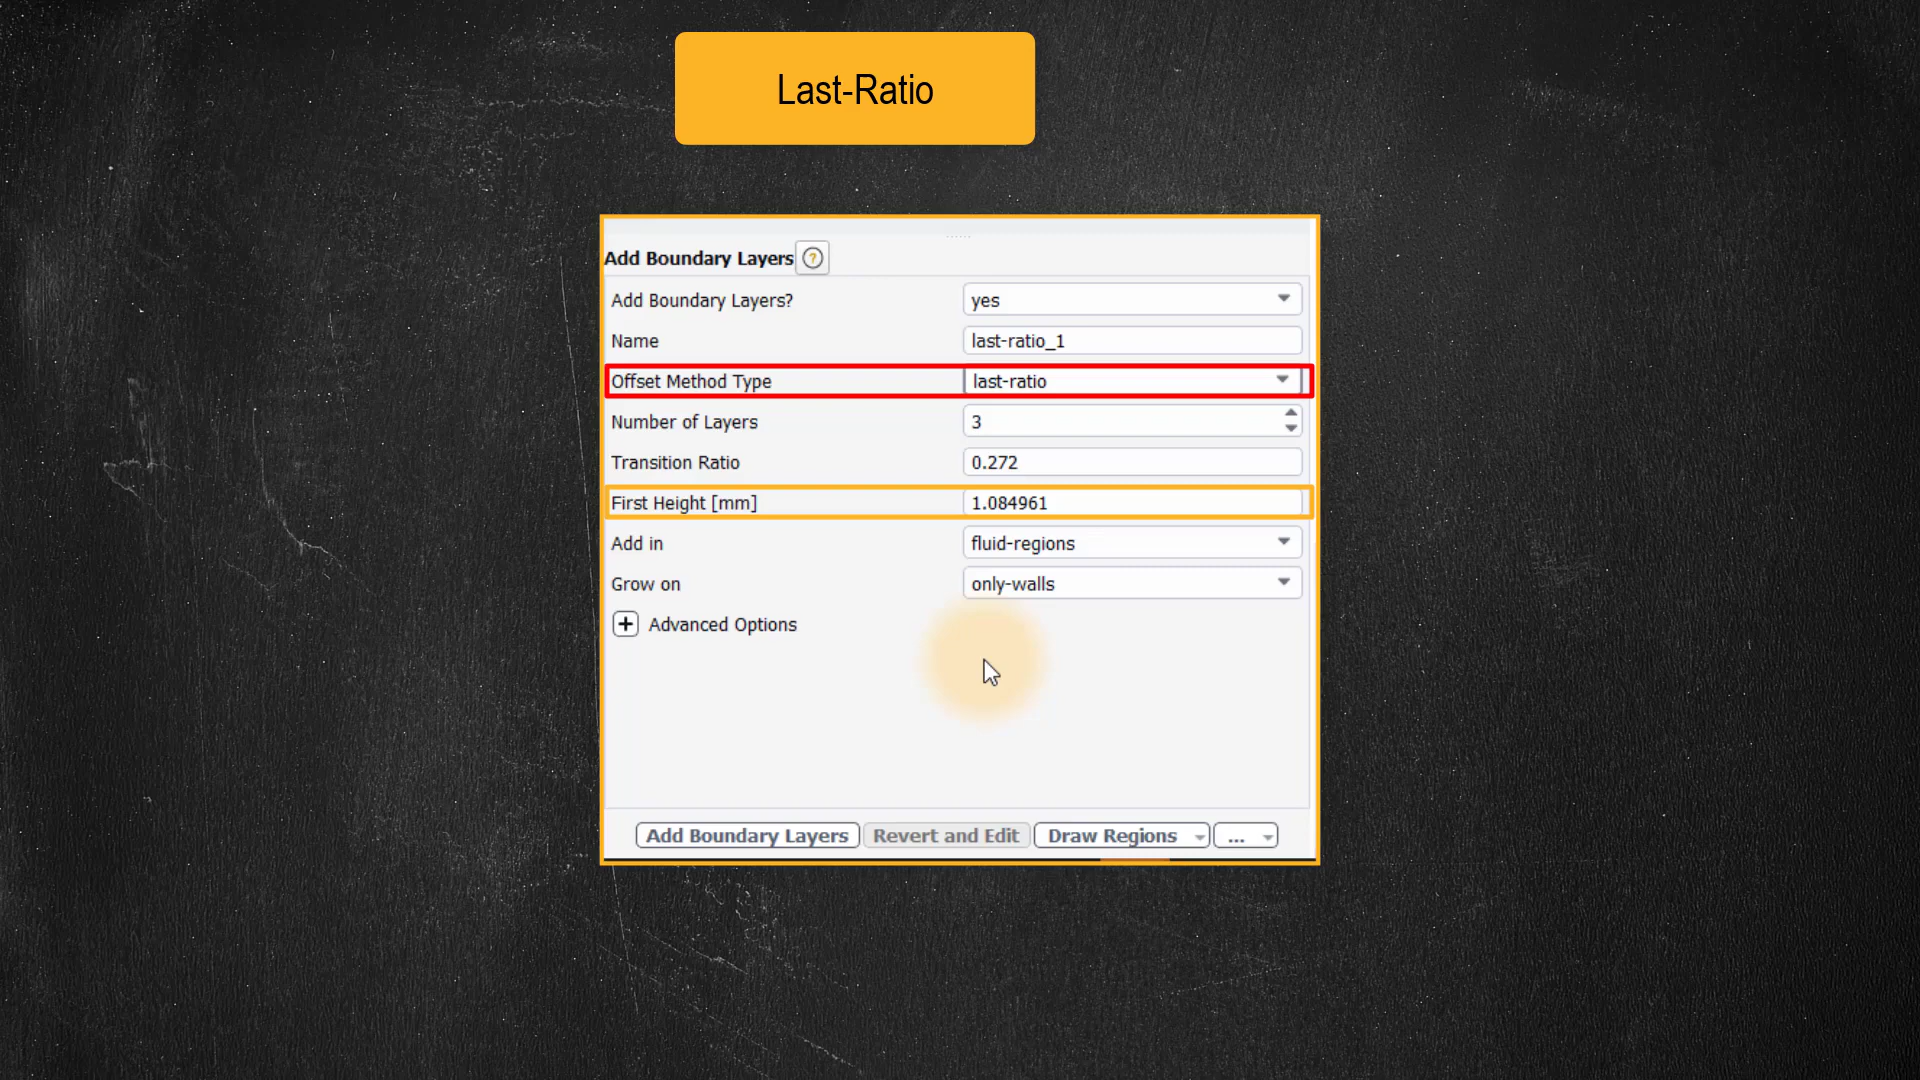 Last-Ratio
Add Boundary Layers ?
Add Boundary Layers? yes
Name last-ratio_1
Offset Method Type last-ratio
Number of Layers 3
Transition Ratio 0.272
First Height [mm] 1.084961
Add in fluid-regions
Grow on only-walls
+ Advanced Options
Add Boundary Layers Revert and Edit Draw Regions ...